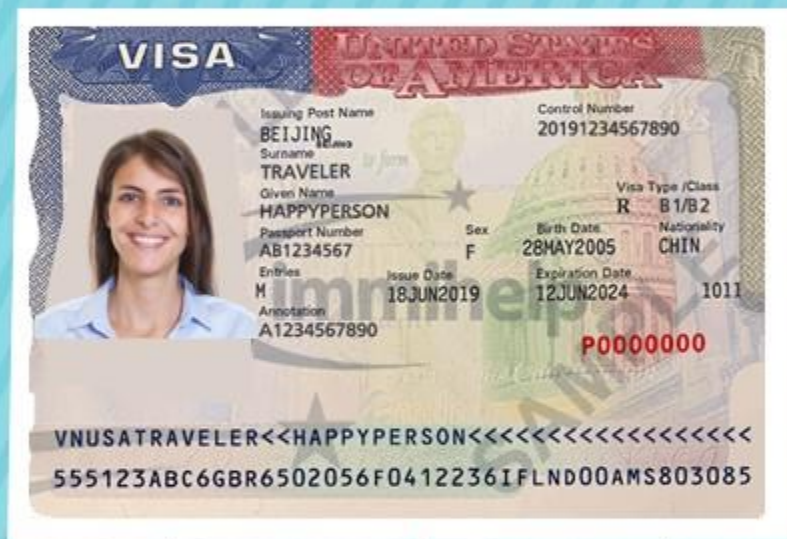 VISA
UNITED STATES
OF AMERICA
Issuing Post Name
BEIJING
Control Number
20191234567890
Surname
TRAVELER
Given Name
HAPPYPERSON
Visa Type /Class
R B1/B2
Passport Number
AB1234567
Sex
F
Birth Date
28MAY2005
Nationality
CHIN
Entries
M
Issue Date
18JUN2019
Expiration Date
12JUN2024
1011
Annotation
A1234567890
P0000000
immihelp
SAMPLE
VNUSATRAVELER<<HAPPYPERSON<<<<<<<<<<<<<<<<<<
555123ABC6GBR6502056F0412236IFLND00AMS803085